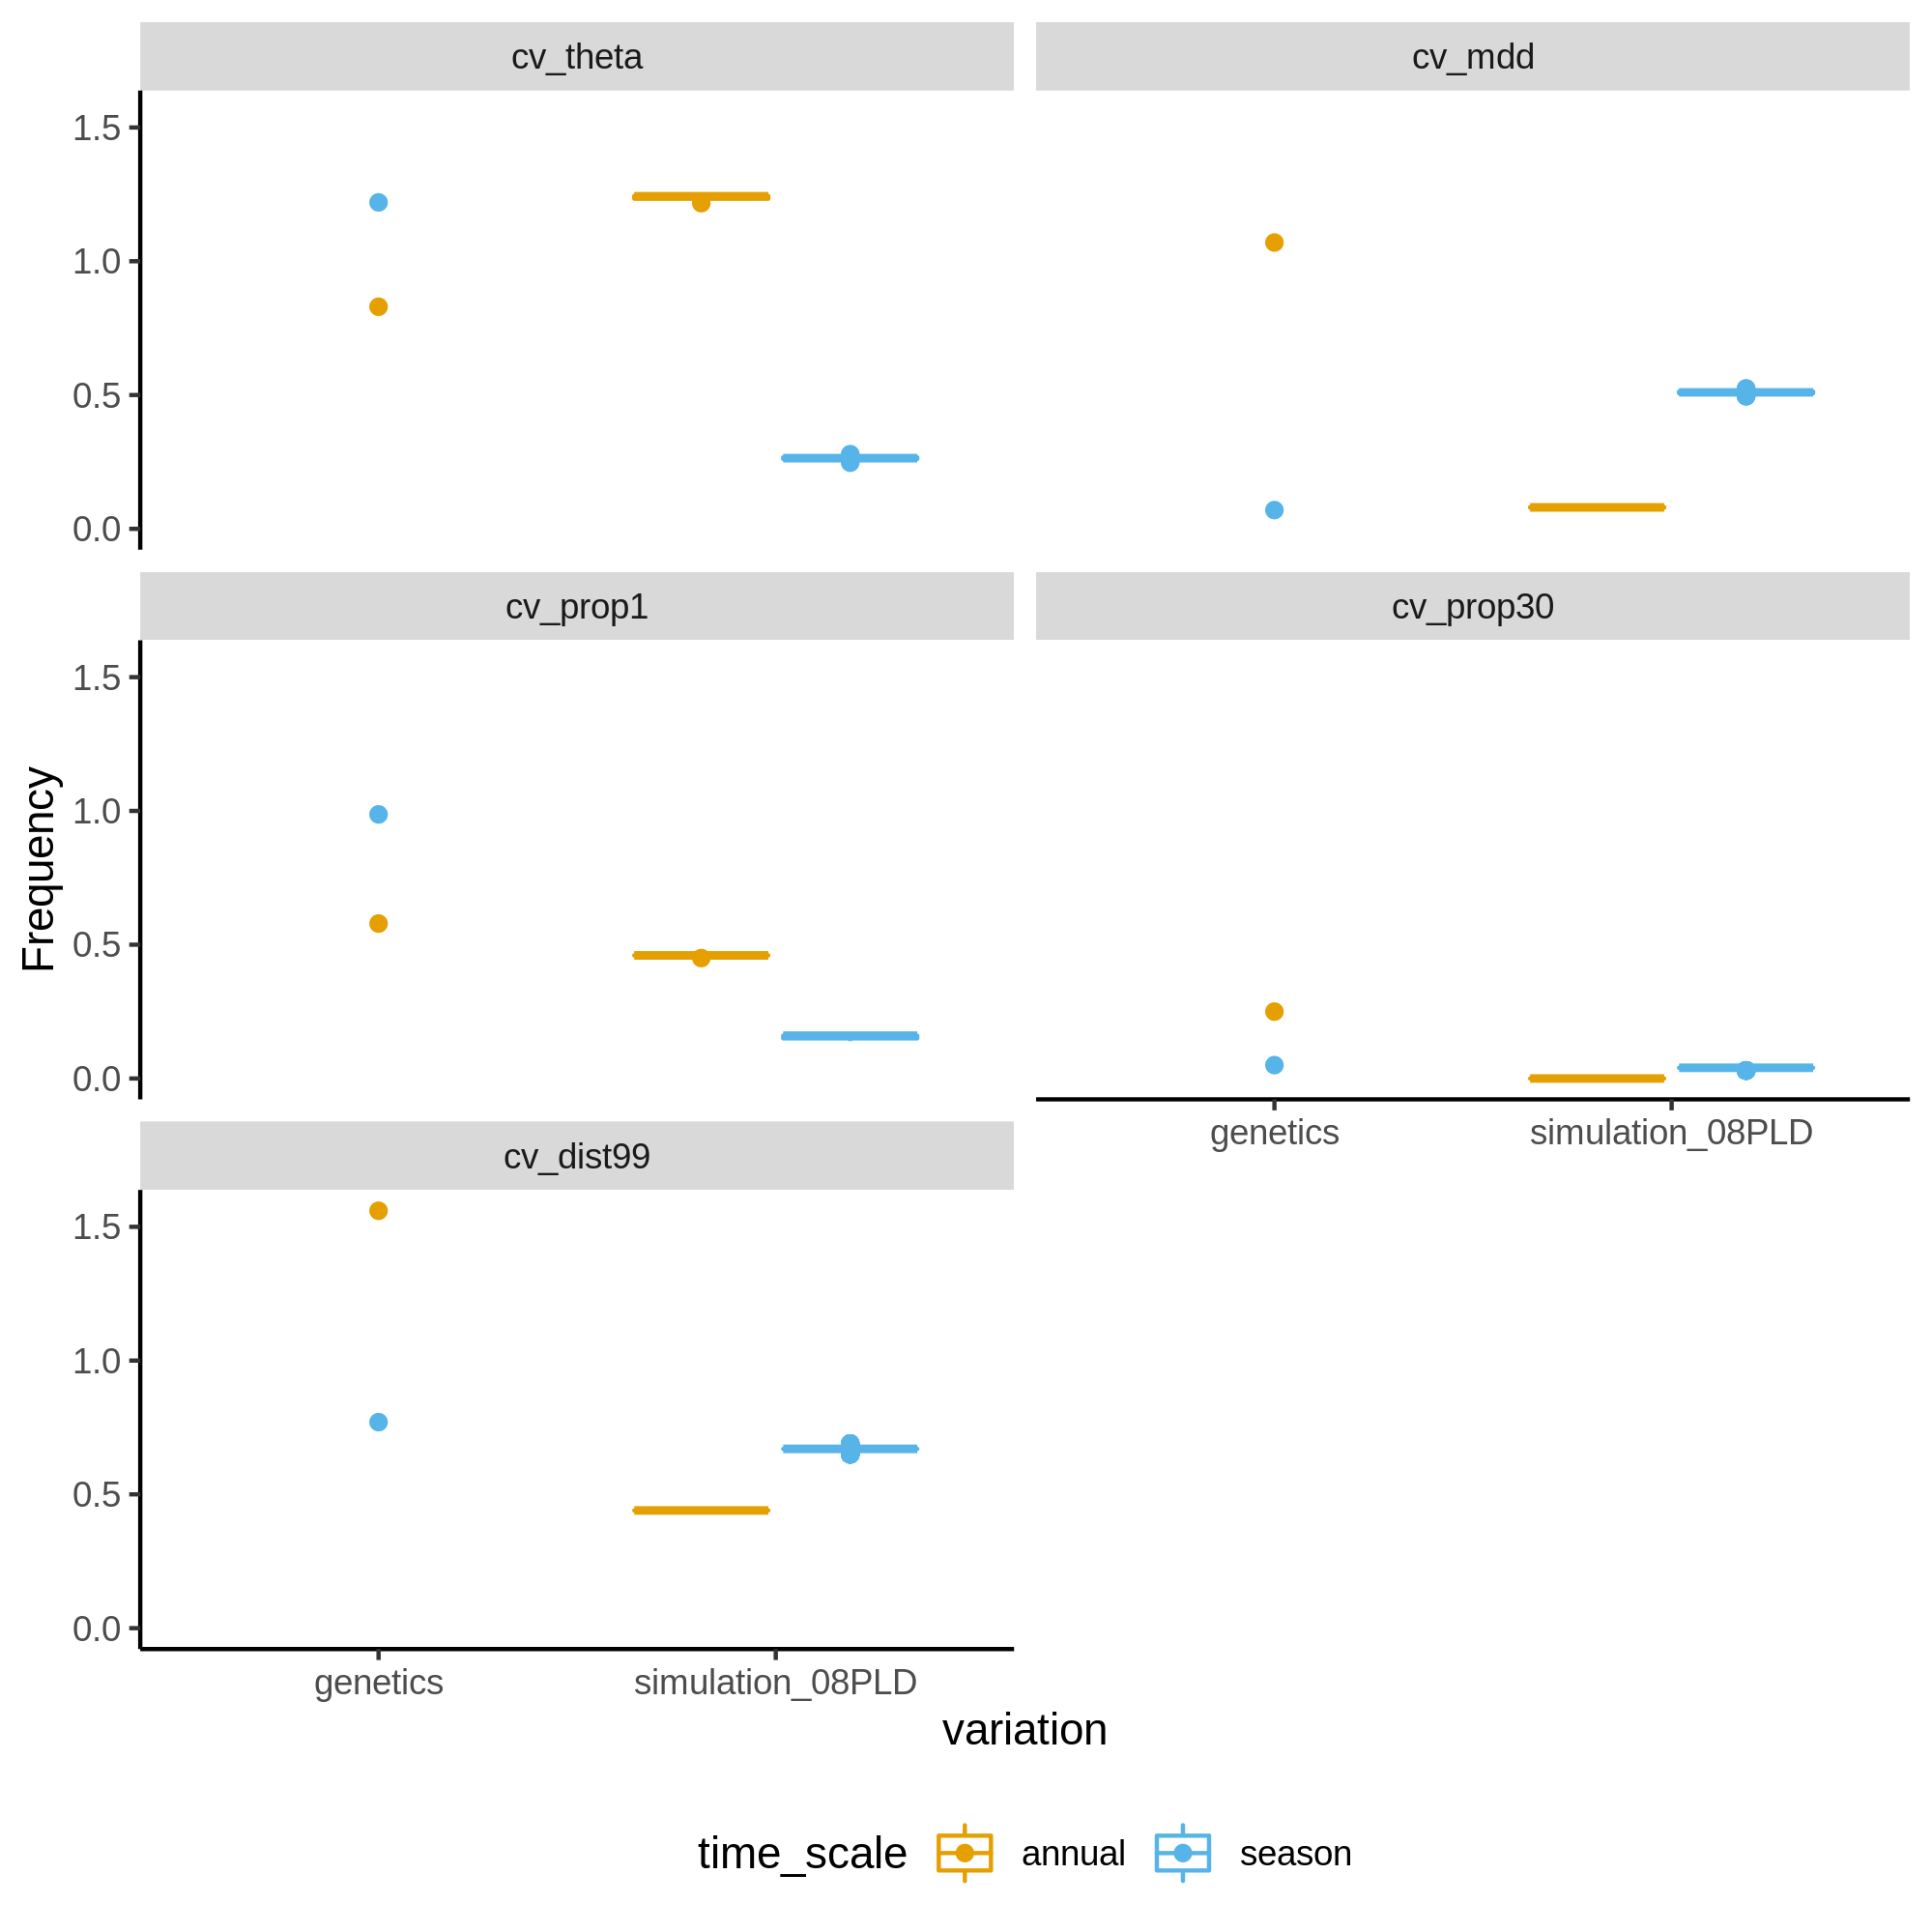 cv_theta
cv_mdd
1.5
1.0
0.5
0.0
cv_prop1
cv_prop30
1.5
1.0
0.5
0.0
genetics
simulation_08PLD
cv_dist99
1.5
1.0
0.5
0.0
genetics
simulation_08PLD
Frequency
variation
time_scale annual season